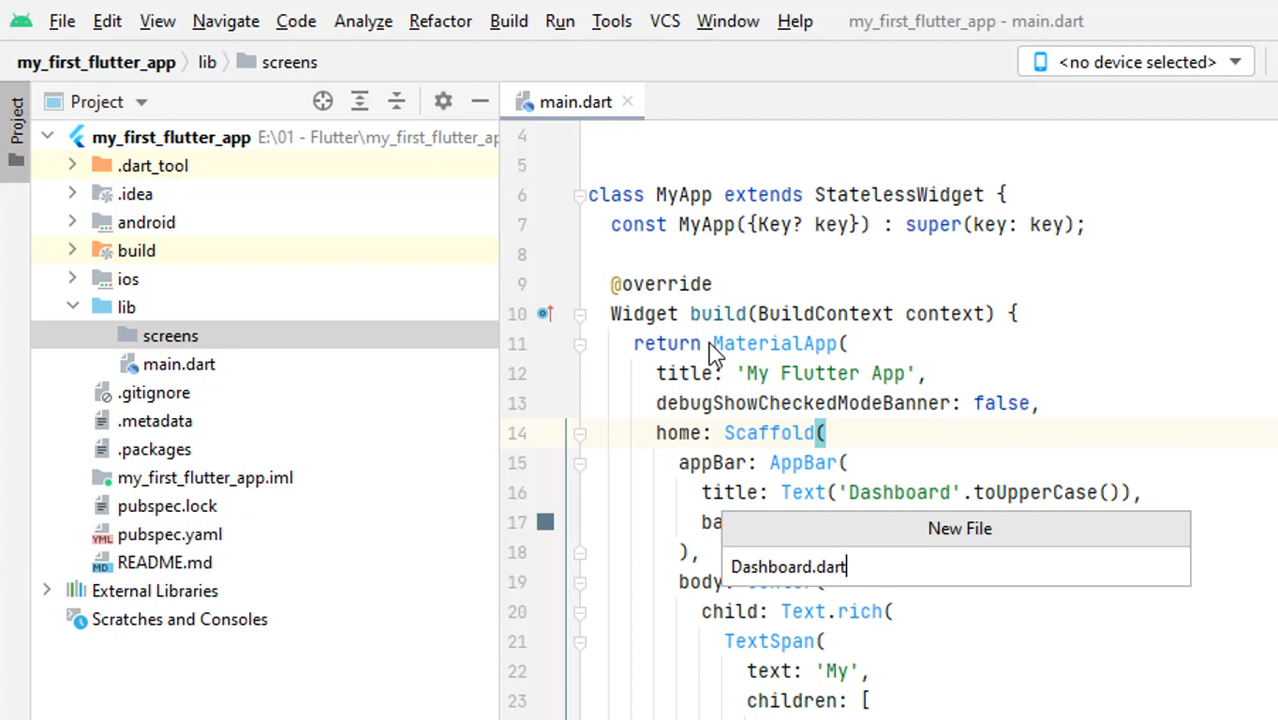 File Edit View Navigate Code Analyze Refactor Build Run Tools VCS Window Help my_first_flutter_app - main.dart
my_first_flutter_app lib screens <no device selected>
Project
Project
main.dart
my_first_flutter_app E:\01 - Flutter\my_first_flutter_ap
.dart_tool
.idea
android
build
ios
lib
screens
main.dart
.gitignore
.metadata
.packages
my_first_flutter_app.iml
pubspec.lock
YML pubspec.yaml
MD README.md
External Libraries
Scratches and Consoles
4
5
6 class MyApp extends StatelessWidget {
7 const MyApp({Key? key}) : super(key: key);
8
9 @override
10 Widget build(BuildContext context) {
11 return MaterialApp(
12 title: 'My Flutter App',
13 debugShowCheckedModeBanner: false,
14 home: Scaffold(
15 appBar: AppBar(
16 title: Text('Dashboard'.toUpperCase()),
17 ba
18 ),
19 body:
20 child: Text.rich(
21 TextSpan(
22 text: 'My',
23 children: [
New File
Dashboard.dart